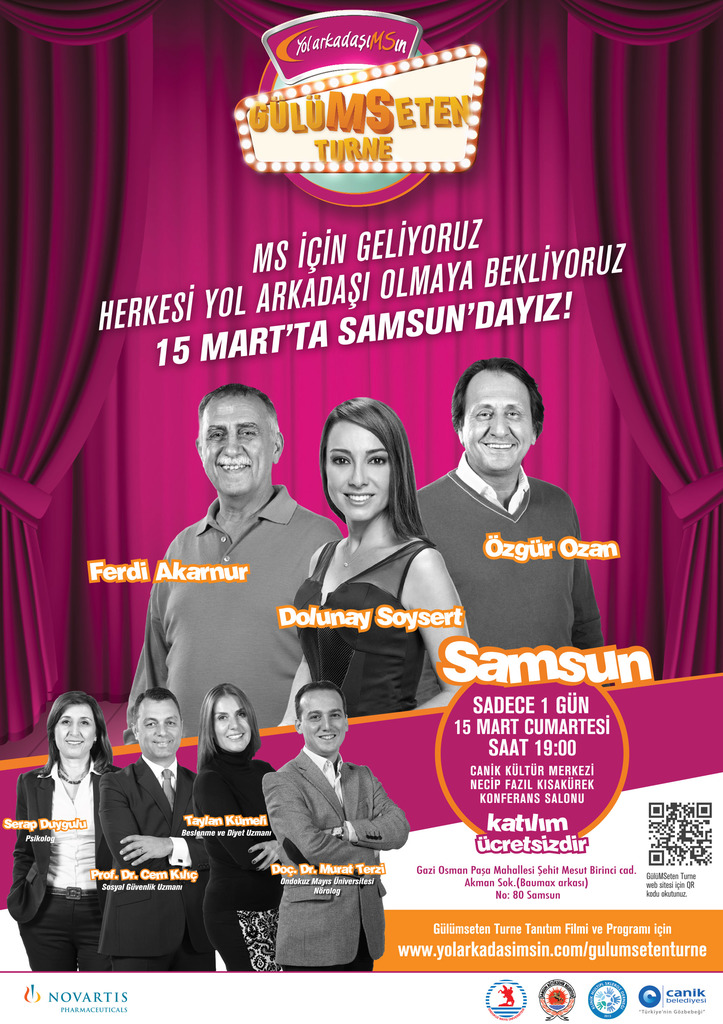 YolarkadaşıMSın
GÜLÜMSETEN
TURNE
MS İÇİN GELİYORUZ
HERKESİ YOL ARKADAŞI OLMAYA BEKLİYORUZ
15 MART'TA SAMSUN'DAYIZ!
Özgür Ozan
Ferdi Akarnur
Dolunay Soysert
Samsun
SADECE 1 GÜN
15 MART CUMARTESİ
SAAT 19:00
CANİK KÜLTÜR MERKEZİ
NECİP FAZIL KISAKÜREK
KONFERANS SALONU
katılım
ücretsizdir
Serap Duygulu
Psikolog
Taylan Kümeli
Beslenme ve Diyet Uzmanı
Prof. Dr. Cem Kılıç
Sosyal Güvenlik Uzmanı
Doç. Dr. Murat Terzi
Ondokuz Mayıs Üniversitesi
Nörolog
Gazi Osman Paşa Mahallesi Şehit Mesut Birinci cad.
Akman Sok.(Baumax arkası)
No: 80 Samsun
GülüMSeten Turne
web sitesi için QR
kodu okutunuz.
Gülümseten Turne Tanıtım Filmi ve Programı için
www.yolarkadasimsin.com/gulumsetenturne
NOVARTIS
PHARMACEUTICALS
canik
belediyesi
"Türkiye'nin Gözbebeği"